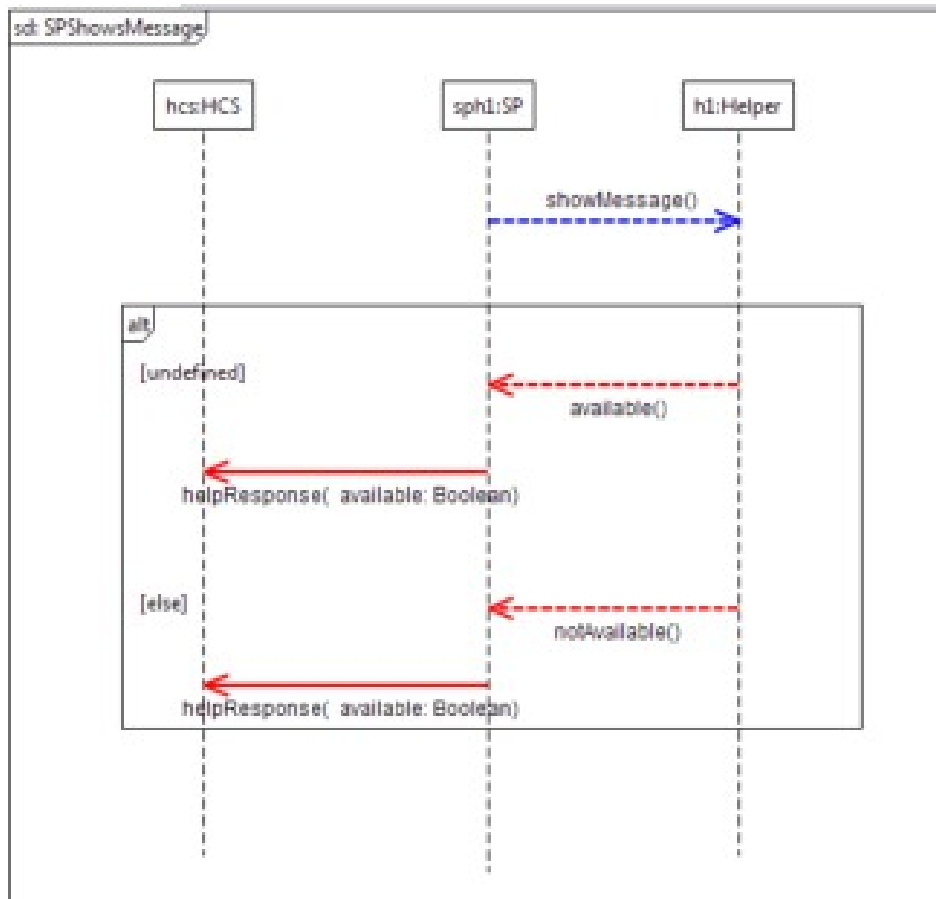 sd: SPShowsMessage
hcs:HCS
sph1:SP
h1:Helper
showMessage()
alt
[undefined]
available()
helpResponse( available: Boolean)
[else]
notAvailable()
helpResponse( available: Boolean)